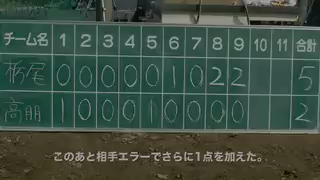 チーム名 1 2 3 4 5 6 7 8 9 10 11 合計
栃尾 0 0 0 0 0 1 0 2 2 5
高朋 1 0 0 0 1 0 0 0 0 2
このあと相手エラーでさらに1点を加えた。